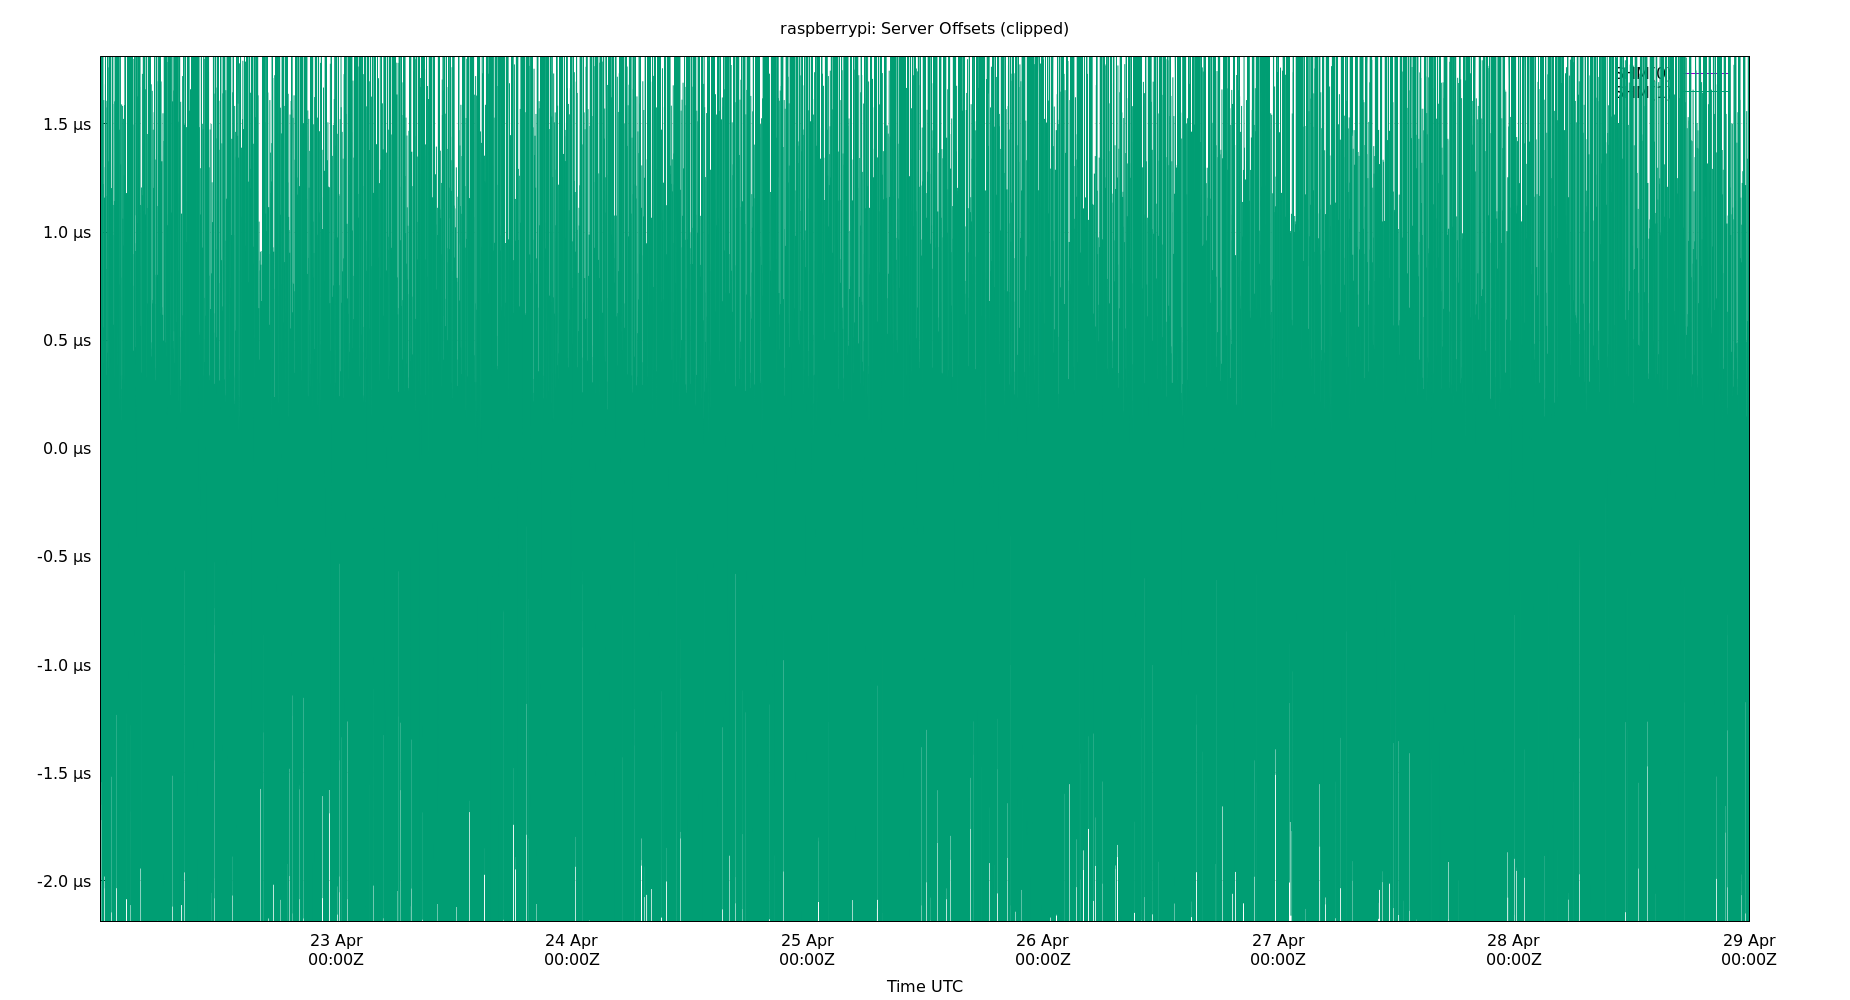 raspberrypi: Server Offsets (clipped)
SHM(0)
1.5 µs
1.0 µs
0.5 µs
0.0 µs
-0.5 µs
-1.0 µs
-1.5 µs
-2.0 µs
23 Apr 24 Apr 25 Apr 26 Apr 27 Apr 28 Apr 29 Apr
00:00Z 00:00Z 00:00Z 00:00Z 00:00Z 00:00Z 00:00Z
Time UTC